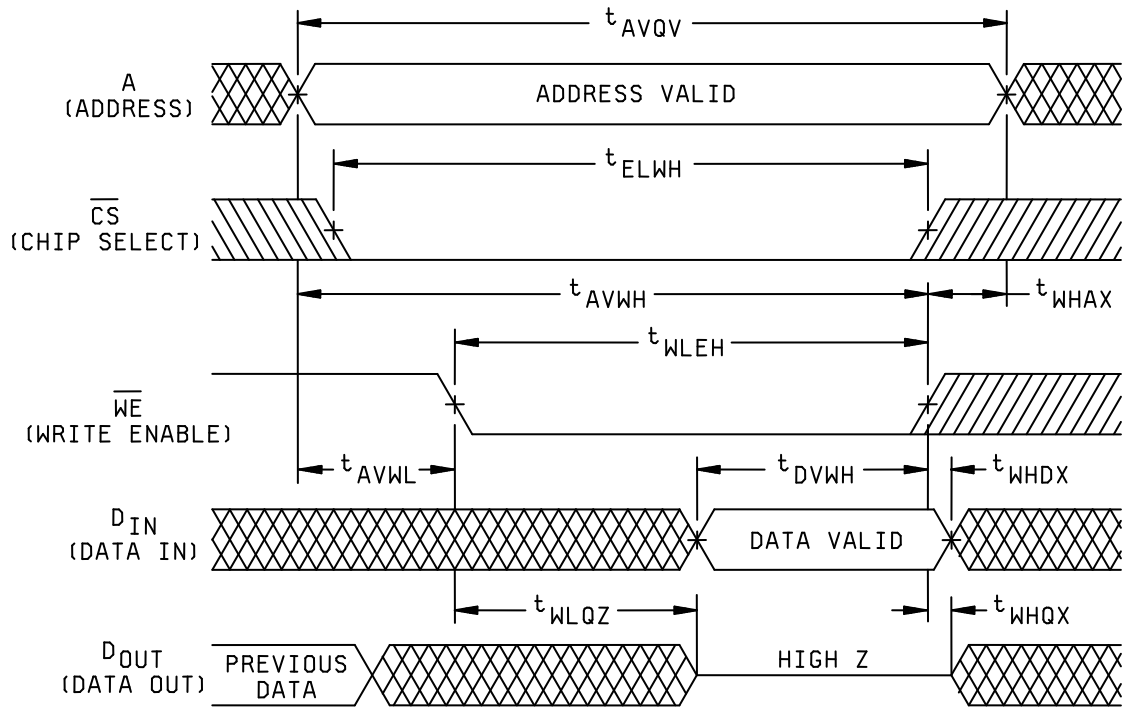 tAVQV
A
(ADDRESS)
ADDRESS VALID
tELWH
CS
(CHIP SELECT)
tAVWH
tWHAX
tWLEH
WE
(WRITE ENABLE)
tAVWL
tDVWH
tWHDX
DIN
(DATA IN)
DATA VALID
tWLQZ
tWHQX
DOUT
(DATA OUT)
PREVIOUS
DATA
HIGH Z